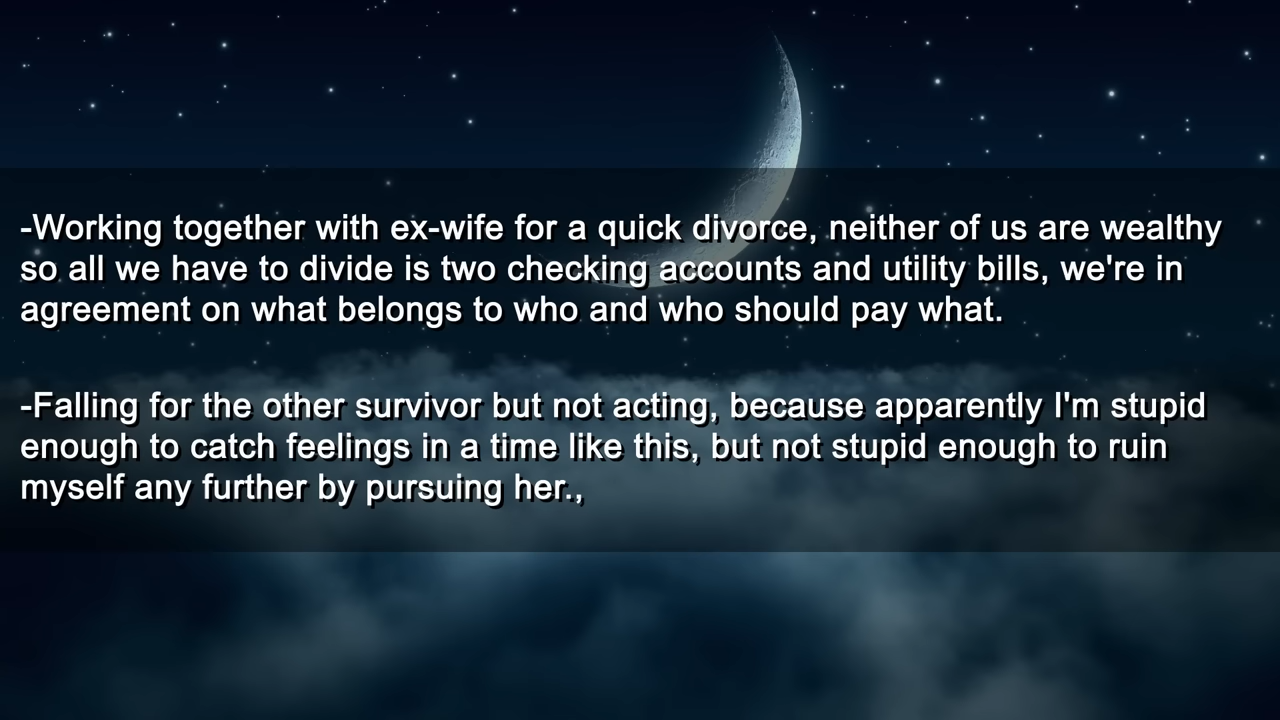 -Working together with ex-wife for a quick divorce, neither of us are wealthy
so all we have to divide is two checking accounts and utility bills, we're in
agreement on what belongs to who and who should pay what.
-Falling for the other survivor but not acting, because apparently I'm stupid
enough to catch feelings in a time like this, but not stupid enough to ruin
myself any further by pursuing her.,